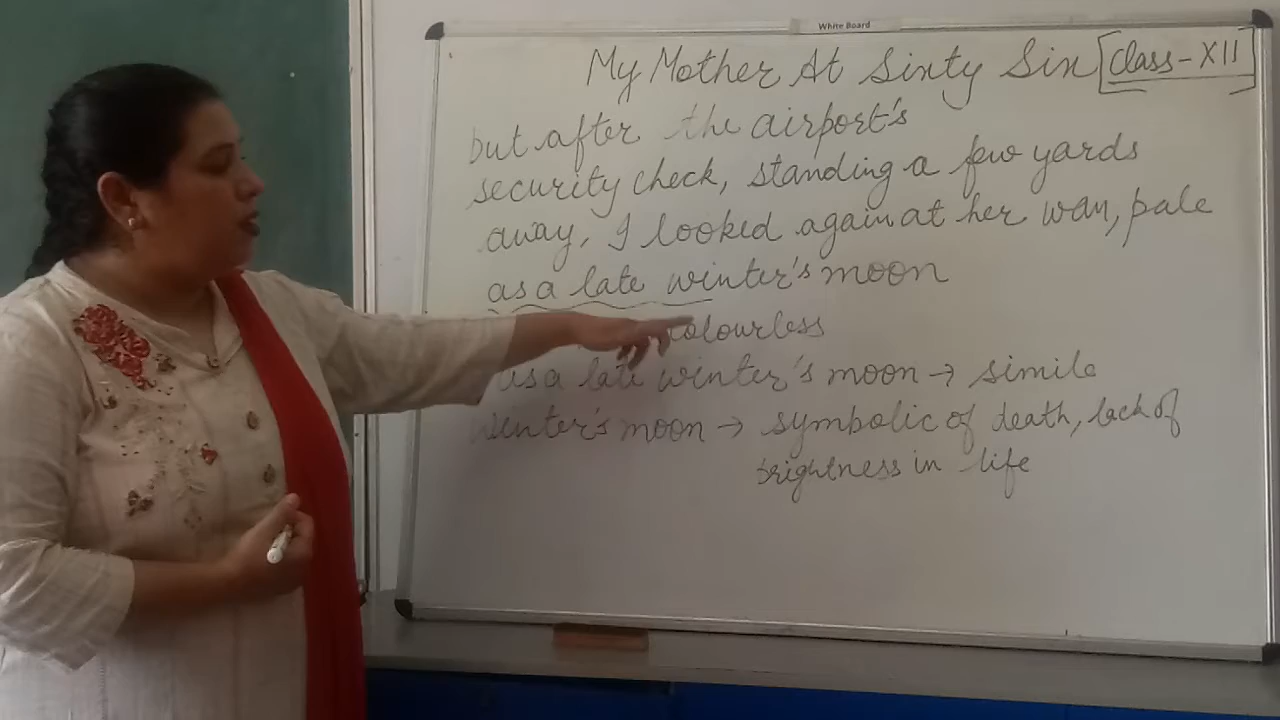 White Board
My Mother At Sixty Six [Class-XII]
but after the airport's
security check, standing a few yards
away, I looked again at her wan, pale
as a late winter's moon
colourless
as a late winter's moon → simile
Winter's moon → symbolic of death, lack of
brightness in life